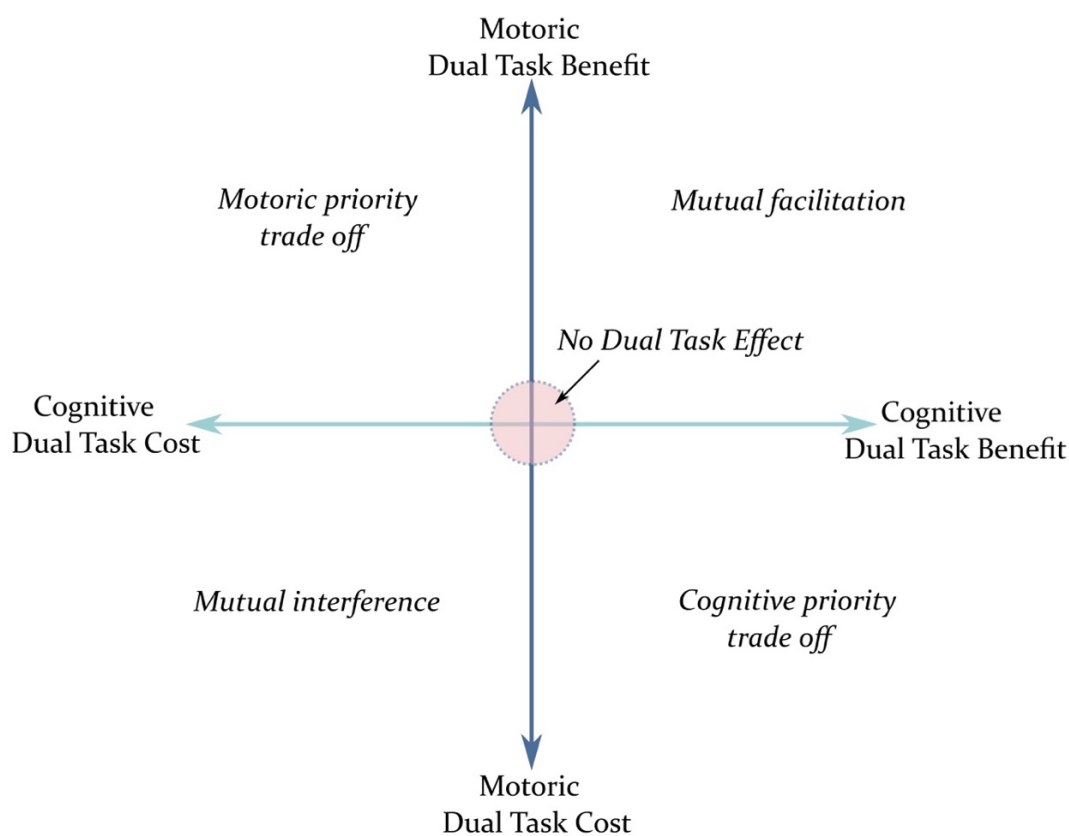 Motoric
Dual Task Benefit
Motoric priority
trade off
Mutual facilitation
No Dual Task Effect
Cognitive
Dual Task Cost
Cognitive
Dual Task Benefit
Mutual interference
Cognitive priority
trade off
Motoric
Dual Task Cost